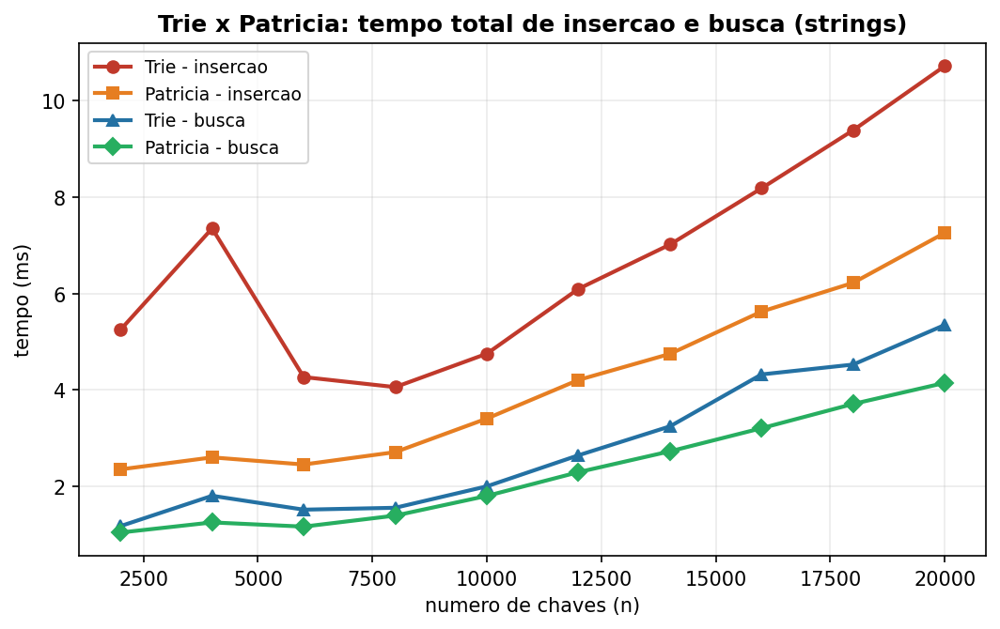 Trie x Patricia: tempo total de insercao e busca (strings)
Trie - insercao
Patricia - insercao
Trie - busca
Patricia - busca
10
8
6
4
2
tempo (ms)
2500 5000 7500 10000 12500 15000 17500 20000
numero de chaves (n)